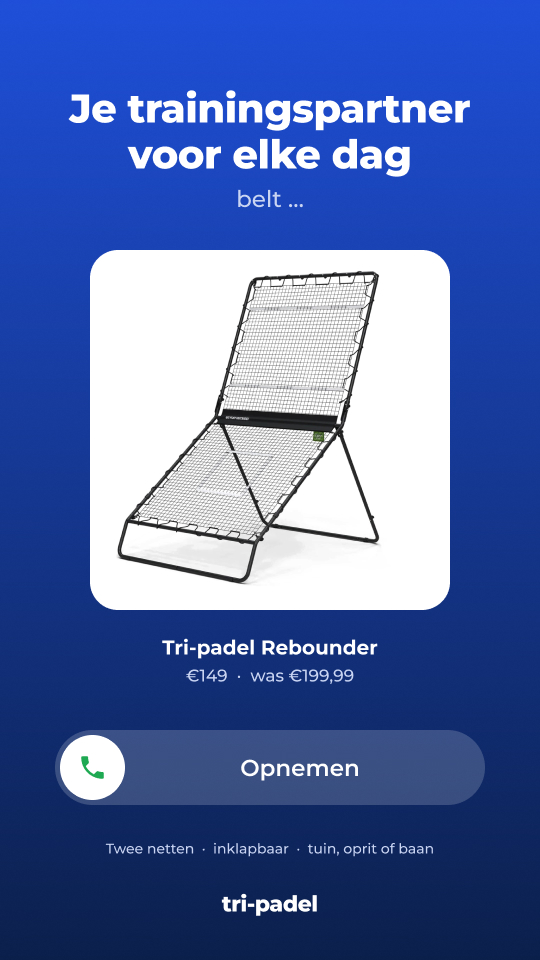 Je trainingspartner
voor elke dag
belt ...
Tri-padel Rebounder
€149 · was €199,99
Opnemen
Twee netten · inklapbaar · tuin, oprit of baan
tri-padel